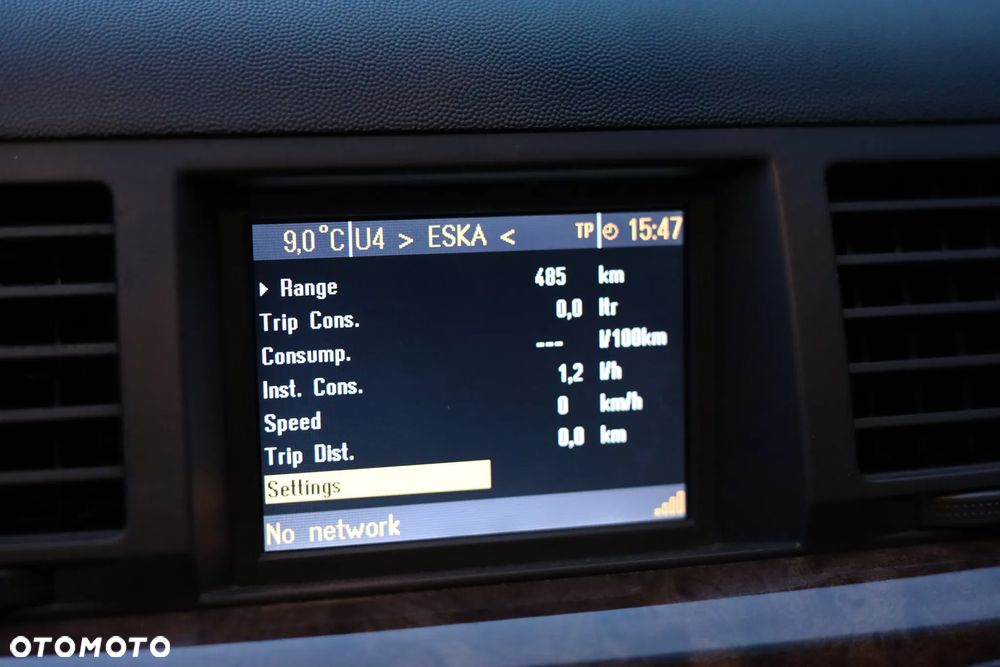 9,0°C U4 > ESKA < TP 15:47
Range 485 km
Trip Cons. 0,0 ltr
Consump. --- l/100km
Inst. Cons. 1,2 l/h
Speed 0 km/h
Trip Dist. 0,0 km
Settings
No network
OTOMOTO